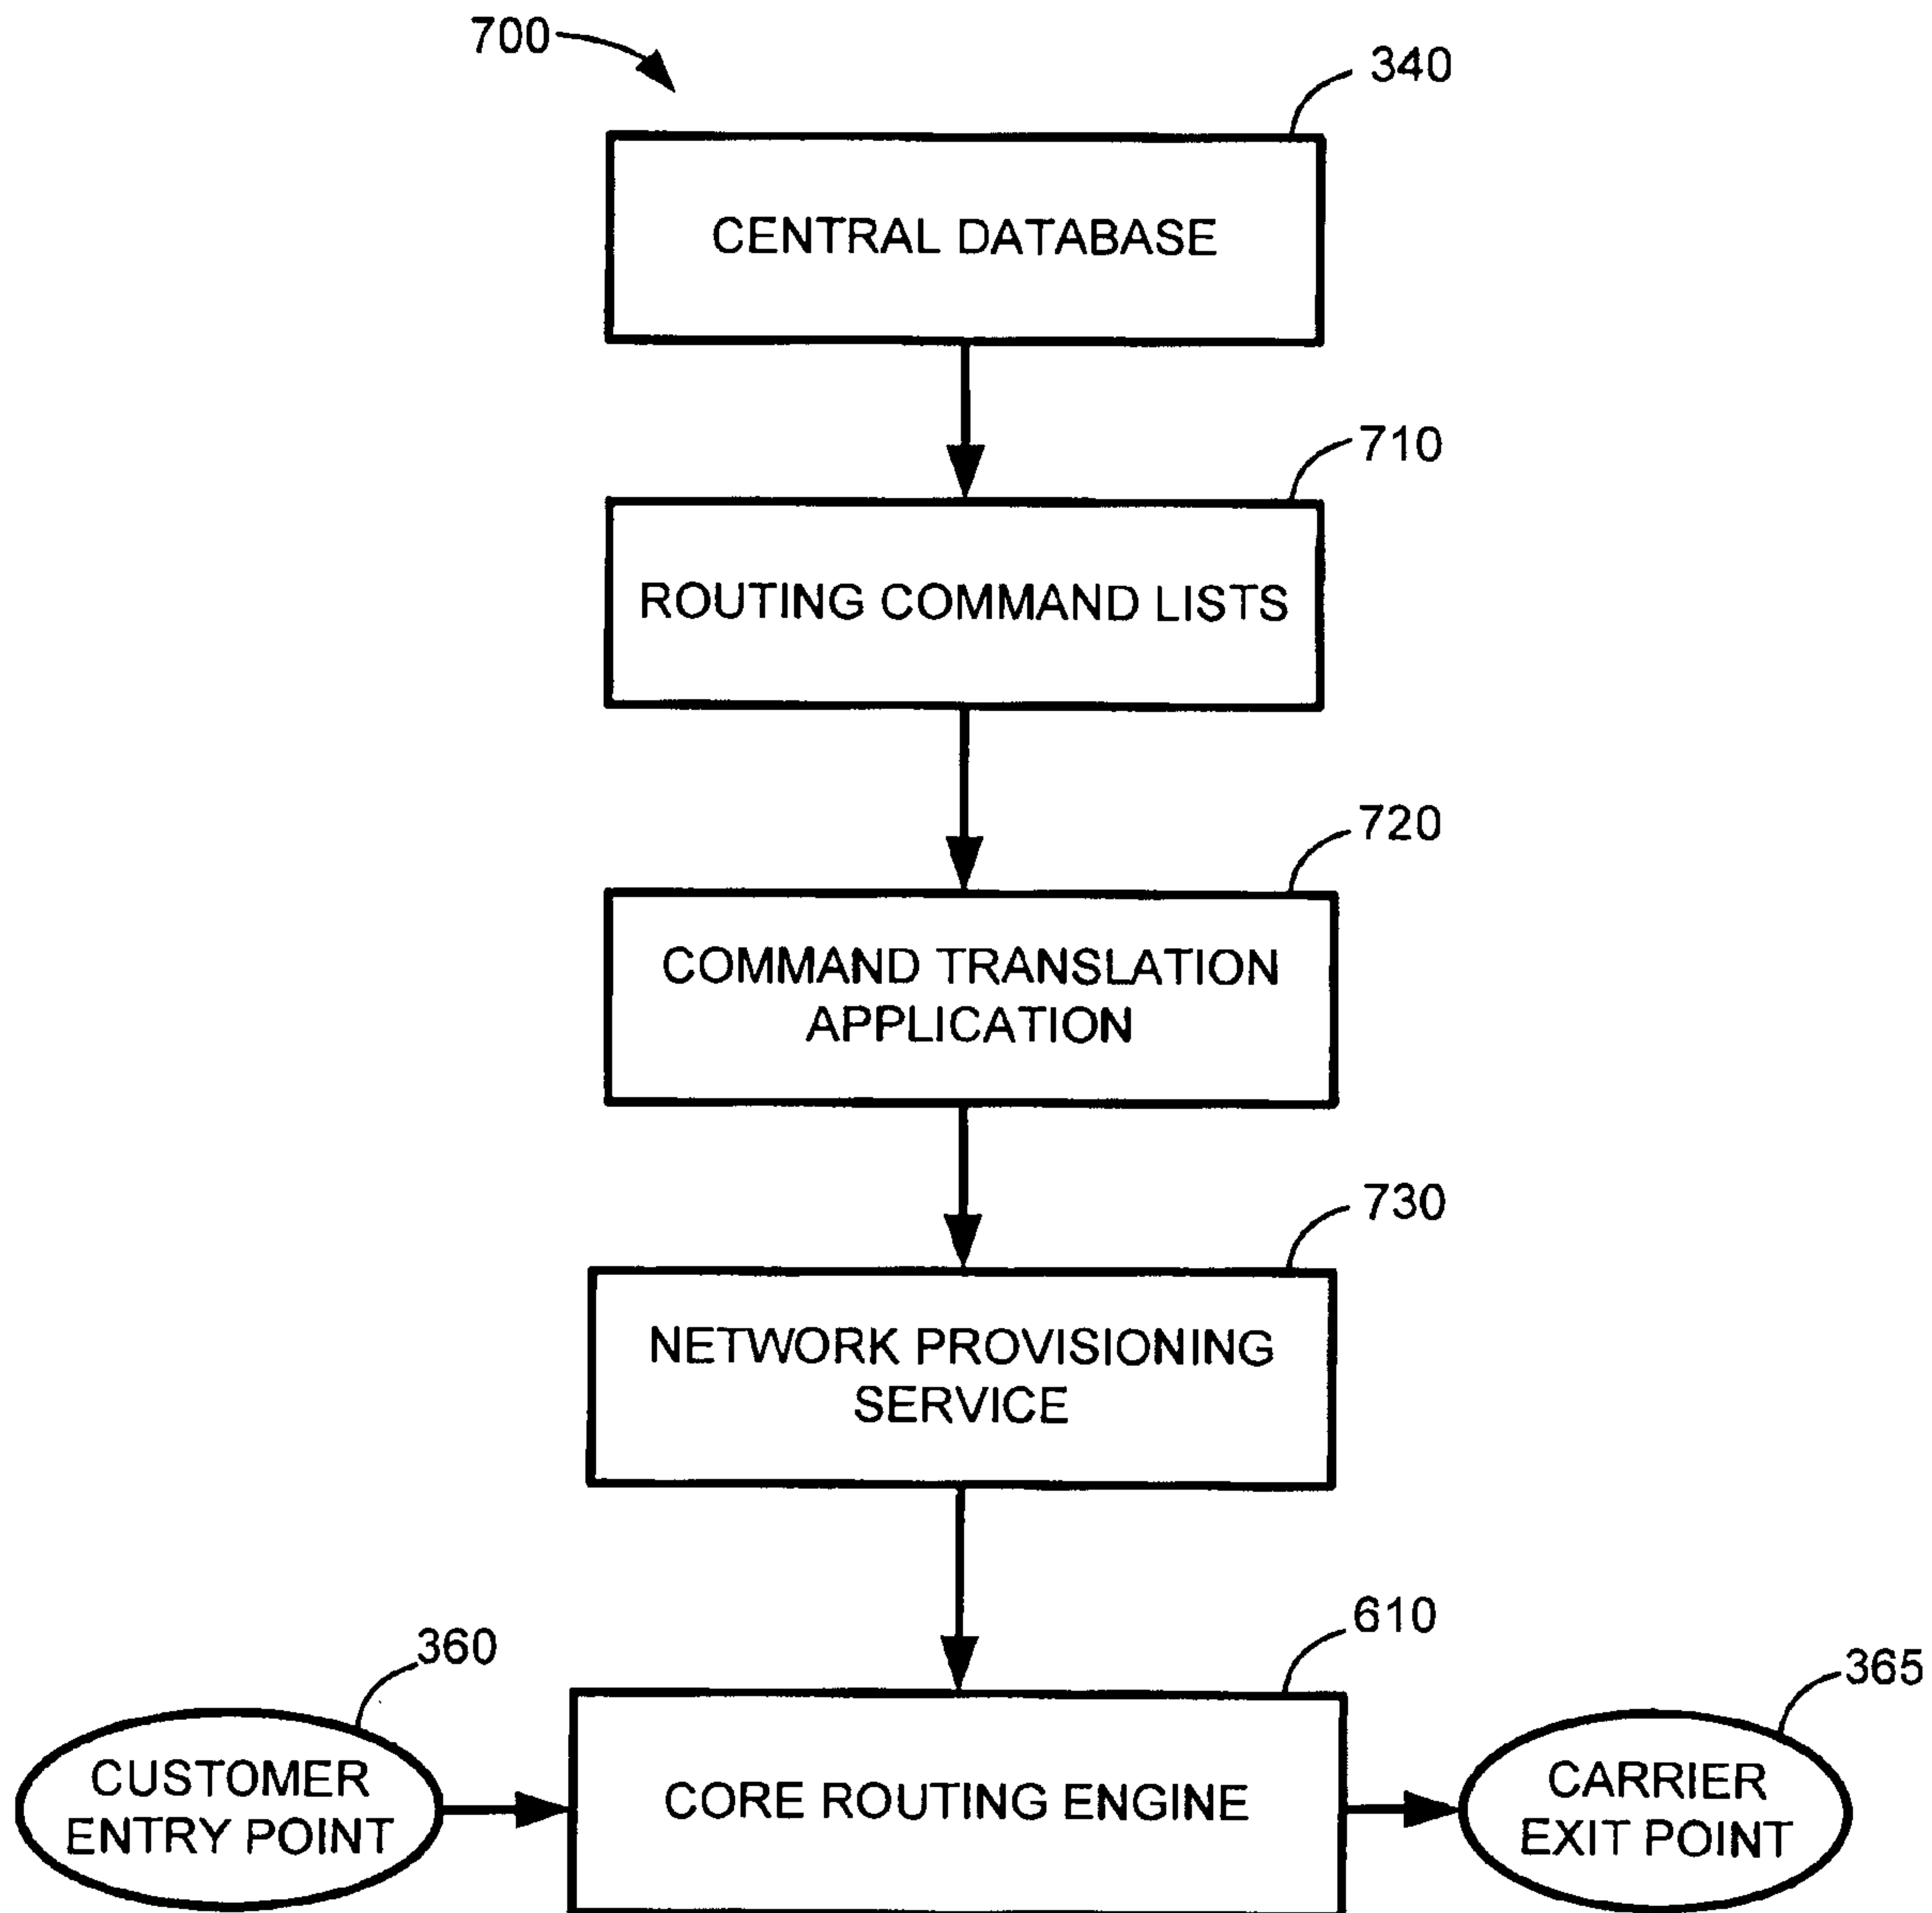 700
340
CENTRAL DATABASE
710
ROUTING COMMAND LISTS
720
COMMAND TRANSLATION
APPLICATION
730
NETWORK PROVISIONING
SERVICE
610
360
365
CUSTOMER
ENTRY POINT
CORE ROUTING ENGINE
CARRIER
EXIT POINT